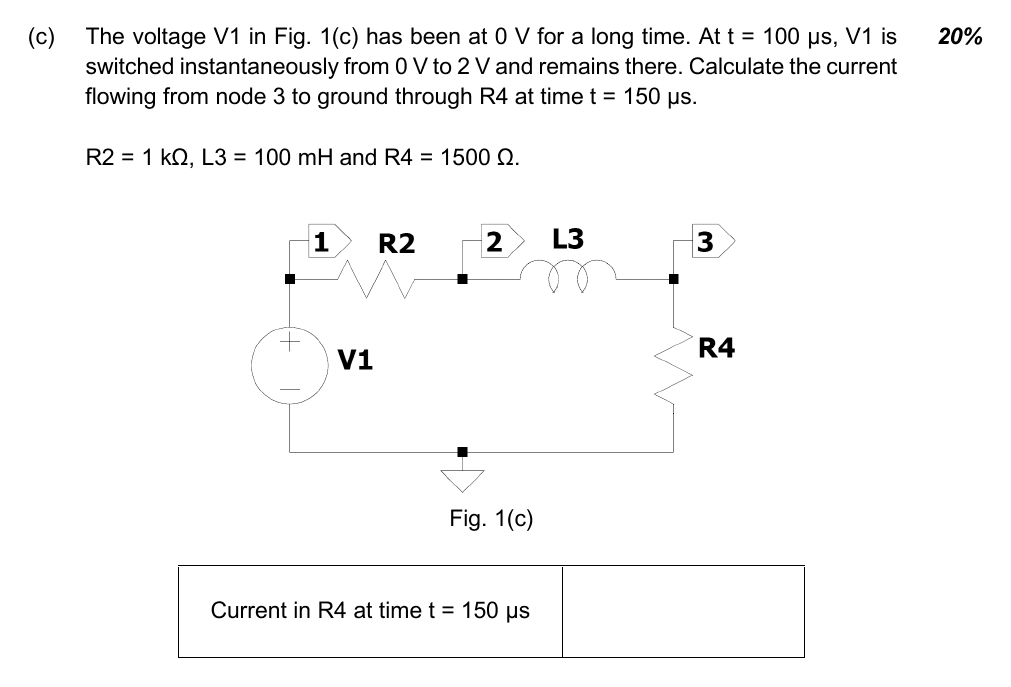 (c) The voltage V1 in Fig. 1(c) has been at 0 V for a long time. At t = 100 μs, V1 is 20%
switched instantaneously from 0 V to 2 V and remains there. Calculate the current
flowing from node 3 to ground through R4 at time t = 150 μs.
R2 = 1 kΩ, L3 = 100 mH and R4 = 1500 Ω.
1 R2 2 L3 3
V1 R4
Fig. 1(c)
Current in R4 at time t = 150 μs